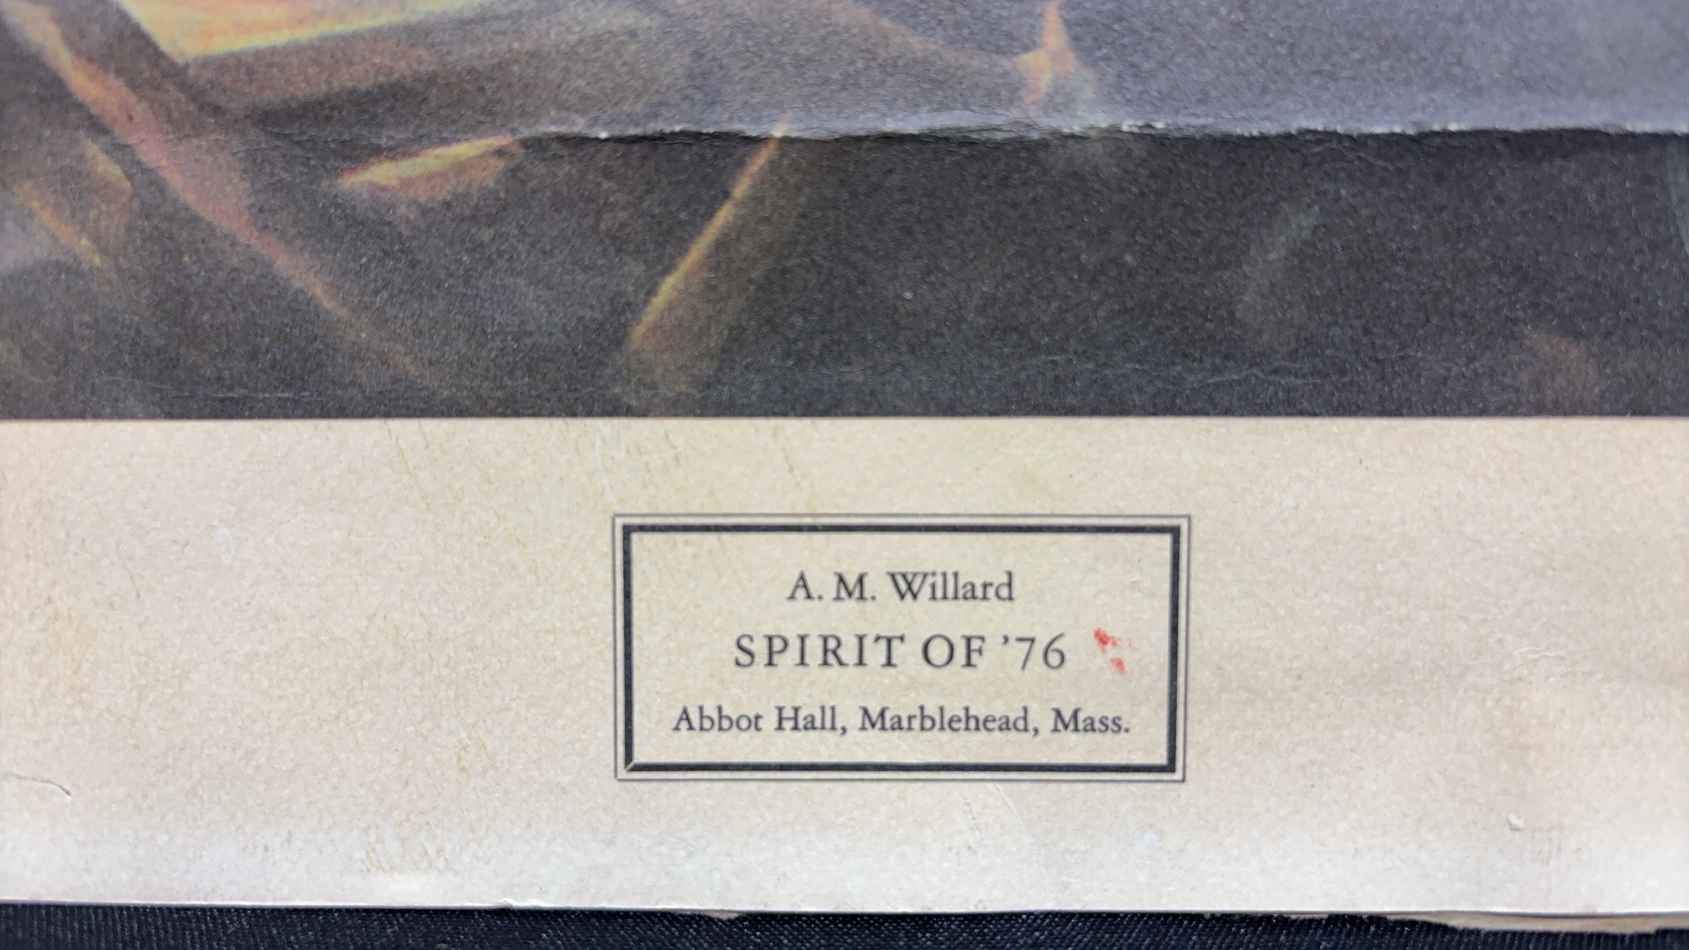 A. M. Willard
SPIRIT OF ’76
Abbot Hall, Marblehead, Mass.